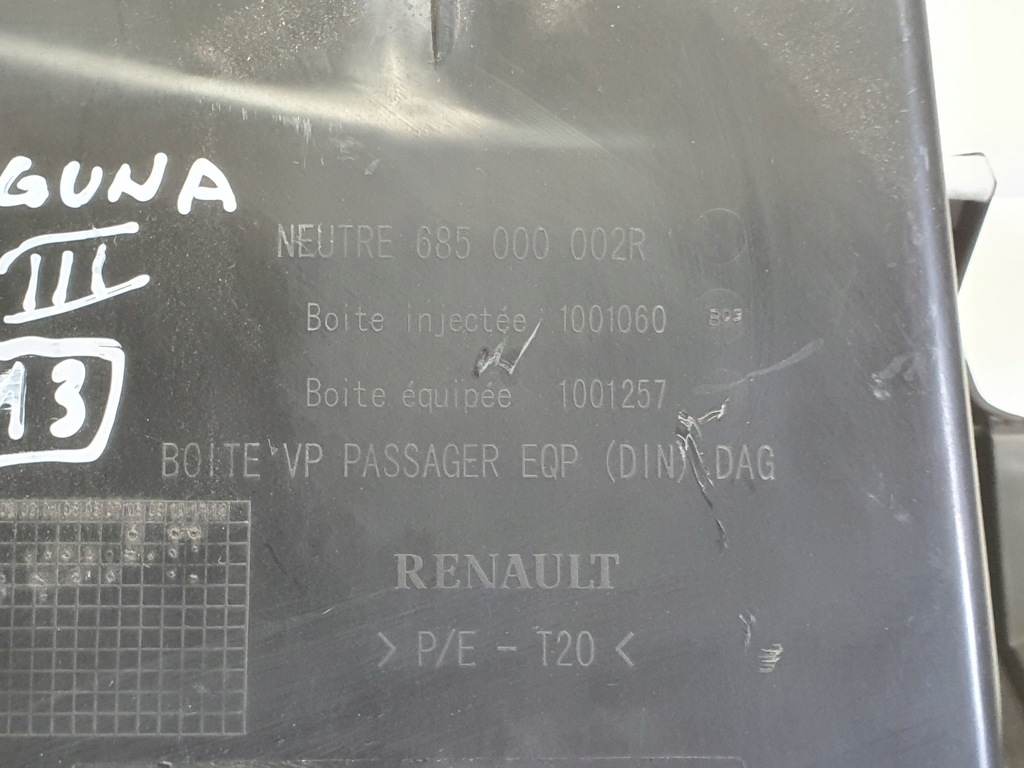 GUNA
III
A3
NEUTRE 685 000 002R
Boite injectée 1001060
Boite équipée 1001257
BOITE VP PASSAGER EQP (DIN) DAG
RENAULT
> P/E - T20 <